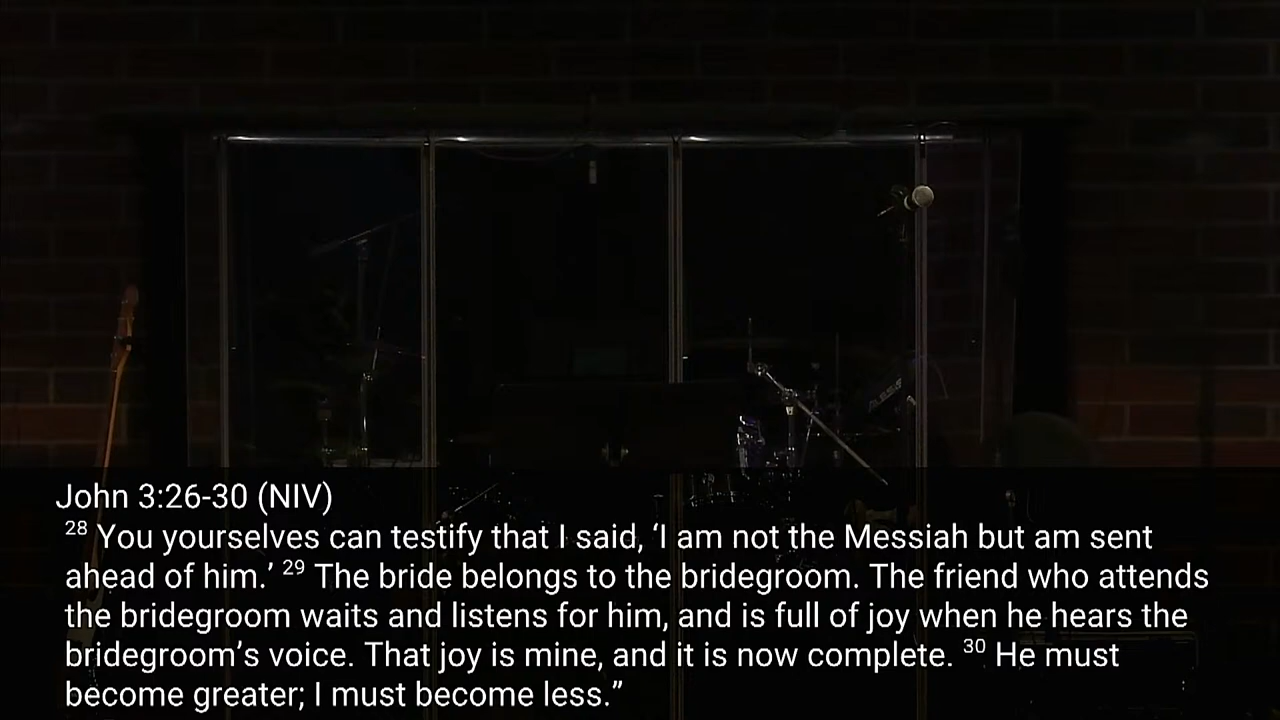 John 3:26-30 (NIV)
28 You yourselves can testify that I said, ‘I am not the Messiah but am sent
ahead of him.’ 29 The bride belongs to the bridegroom. The friend who attends
the bridegroom waits and listens for him, and is full of joy when he hears the
bridegroom’s voice. That joy is mine, and it is now complete. 30 He must
become greater; I must become less.”